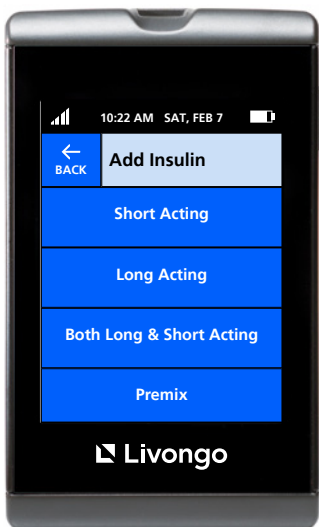 10:22 AM SAT, FEB 7
BACK
Add Insulin
Short Acting
Long Acting
Both Long & Short Acting
Premix
Livongo